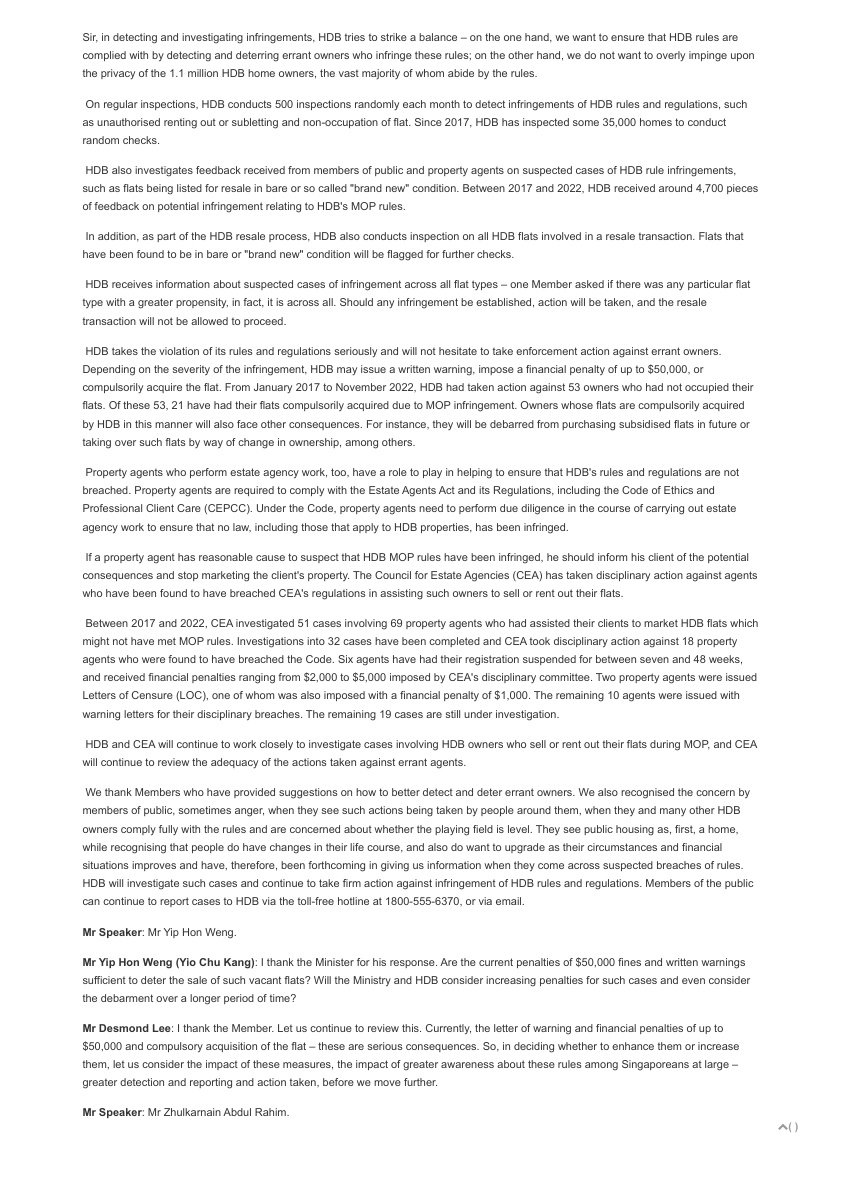 Sir, in detecting and investigating infringements, HDB tries to strike a balance – on the one hand, we want to ensure that HDB rules are
complied with by detecting and deterring errant owners who infringe these rules; on the other hand, we do not want to overly impinge upon
the privacy of the 1.1 million HDB home owners, the vast majority of whom abide by the rules.
On regular inspections, HDB conducts 500 inspections randomly each month to detect infringements of HDB rules and regulations, such
as unauthorised renting out or subletting and non-occupation of flat. Since 2017, HDB has inspected some 35,000 homes to conduct
random checks.
HDB also investigates feedback received from members of public and property agents on suspected cases of HDB rule infringements,
such as flats being listed for resale in bare or so called "brand new" condition. Between 2017 and 2022, HDB received around 4,700 pieces
of feedback on potential infringement relating to HDB's MOP rules.
In addition, as part of the HDB resale process, HDB also conducts inspection on all HDB flats involved in a resale transaction. Flats that
have been found to be in bare or "brand new" condition will be flagged for further checks.
HDB receives information about suspected cases of infringement across all flat types – one Member asked if there was any particular flat
type with a greater propensity, in fact, it is across all. Should any infringement be established, action will be taken, and the resale
transaction will not be allowed to proceed.
HDB takes the violation of its rules and regulations seriously and will not hesitate to take enforcement action against errant owners.
Depending on the severity of the infringement, HDB may issue a written warning, impose a financial penalty of up to $50,000, or
compulsorily acquire the flat. From January 2017 to November 2022, HDB had taken action against 53 owners who had not occupied their
flats. Of these 53, 21 have had their flats compulsorily acquired due to MOP infringement. Owners whose flats are compulsorily acquired
by HDB in this manner will also face other consequences. For instance, they will be debarred from purchasing subsidised flats in future or
taking over such flats by way of change in ownership, among others.
Property agents who perform estate agency work, too, have a role to play in helping to ensure that HDB's rules and regulations are not
breached. Property agents are required to comply with the Estate Agents Act and its Regulations, including the Code of Ethics and
Professional Client Care (CEPCC). Under the Code, property agents need to perform due diligence in the course of carrying out estate
agency work to ensure that no law, including those that apply to HDB properties, has been infringed.
If a property agent has reasonable cause to suspect that HDB MOP rules have been infringed, he should inform his client of the potential
consequences and stop marketing the client's property. The Council for Estate Agencies (CEA) has taken disciplinary action against agents
who have been found to have breached CEA's regulations in assisting such owners to sell or rent out their flats.
Between 2017 and 2022, CEA investigated 51 cases involving 69 property agents who had assisted their clients to market HDB flats which
might not have met MOP rules. Investigations into 32 cases have been completed and CEA took disciplinary action against 18 property
agents who were found to have breached the Code. Six agents have had their registration suspended for between seven and 48 weeks,
and received financial penalties ranging from $2,000 to $5,000 imposed by CEA's disciplinary committee. Two property agents were issued
Letters of Censure (LOC), one of whom was also imposed with a financial penalty of $1,000. The remaining 10 agents were issued with
warning letters for their disciplinary breaches. The remaining 19 cases are still under investigation.
HDB and CEA will continue to work closely to investigate cases involving HDB owners who sell or rent out their flats during MOP, and CEA
will continue to review the adequacy of the actions taken against errant agents.
We thank Members who have provided suggestions on how to better detect and deter errant owners. We also recognised the concern by
members of public, sometimes anger, when they see such actions being taken by people around them, when they and many other HDB
owners comply fully with the rules and are concerned about whether the playing field is level. They see public housing as, first, a home,
while recognising that people do have changes in their life course, and also do want to upgrade as their circumstances and financial
situations improves and have, therefore, been forthcoming in giving us information when they come across suspected breaches of rules.
HDB will investigate such cases and continue to take firm action against infringement of HDB rules and regulations. Members of the public
can continue to report cases to HDB via the toll-free hotline at 1800-555-6370, or via email.
Mr Speaker: Mr Yip Hon Weng.
Mr Yip Hon Weng (Yio Chu Kang): I thank the Minister for his response. Are the current penalties of $50,000 fines and written warnings
sufficient to deter the sale of such vacant flats? Will the Ministry and HDB consider increasing penalties for such cases and even consider
the debarment over a longer period of time?
Mr Desmond Lee: I thank the Member. Let us continue to review this. Currently, the letter of warning and financial penalties of up to
$50,000 and compulsory acquisition of the flat – these are serious consequences. So, in deciding whether to enhance them or increase
them, let us consider the impact of these measures, the impact of greater awareness about these rules among Singaporeans at large –
greater detection and reporting and action taken, before we move further.
Mr Speaker: Mr Zhulkarnain Abdul Rahim.
( )